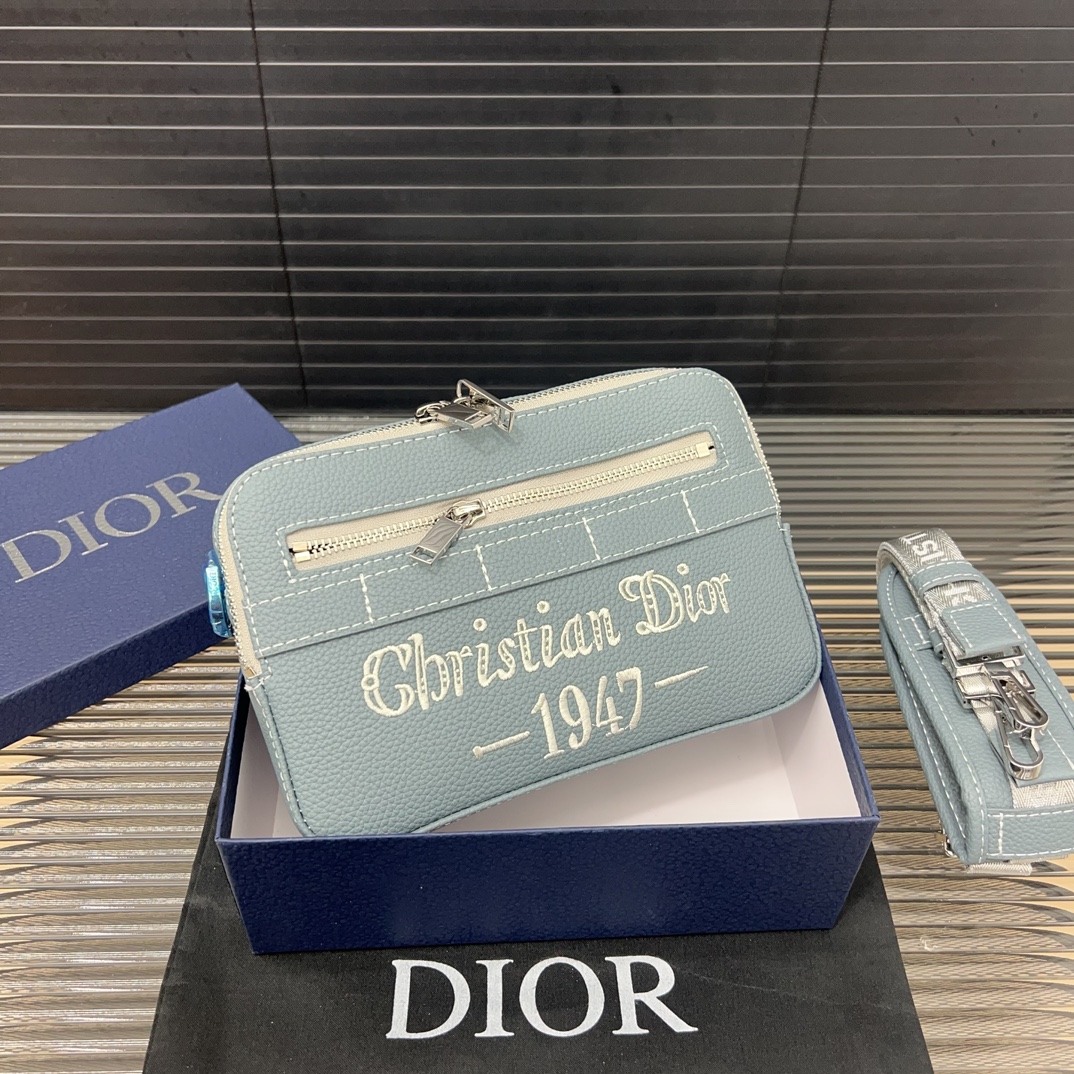 DIOR
Christian Dior
—1947—
DIOR